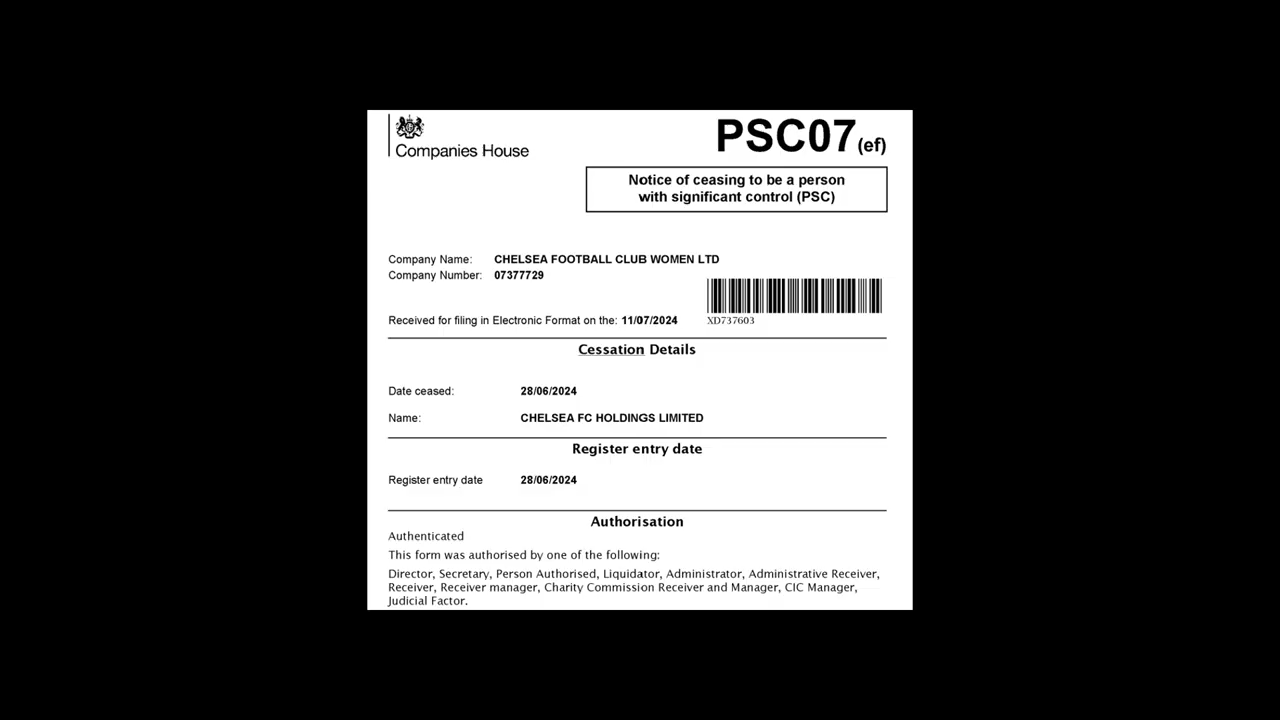 Companies House
PSC07(ef)
Notice of ceasing to be a person
with significant control (PSC)
Company Name: CHELSEA FOOTBALL CLUB WOMEN LTD
Company Number: 07377729
Received for filing in Electronic Format on the: 11/07/2024
XD737603
Cessation Details
Date ceased: 28/06/2024
Name: CHELSEA FC HOLDINGS LIMITED
Register entry date
Register entry date 28/06/2024
Authorisation
Authenticated
This form was authorised by one of the following:
Director, Secretary, Person Authorised, Liquidator, Administrator, Administrative Receiver,
Receiver, Receiver manager, Charity Commission Receiver and Manager, CIC Manager,
Judicial Factor.